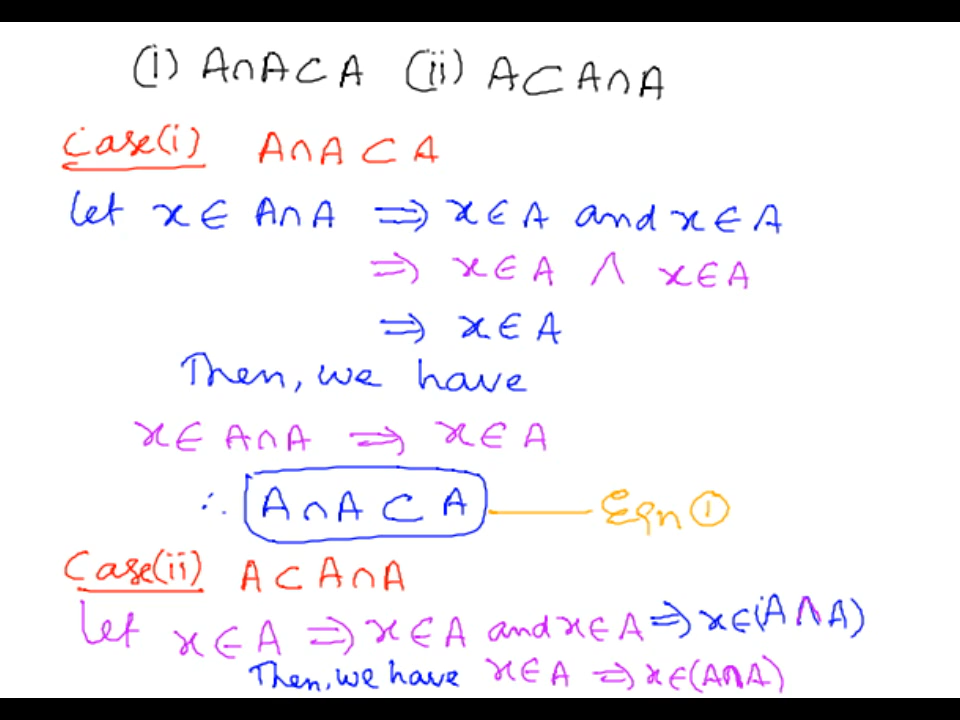 (i) A∩A⊂A (ii) A⊂A∩A
Case(i) A∩A ⊂ A
let x∈ A∩A ⟹ x∈A and x∈A
⟹ x∈A ∧ x∈A
⟹ x∈A
Then, we have
x∈ A∩A ⟹ x∈A
∴ A∩A ⊂ A — Eqn ①
Case(ii) A⊂A∩A
Let x∈A ⟹ x∈A and x∈A ⟹ x∈(A∩A)
Then, we have x∈A ⟹ x∈(A∩A)